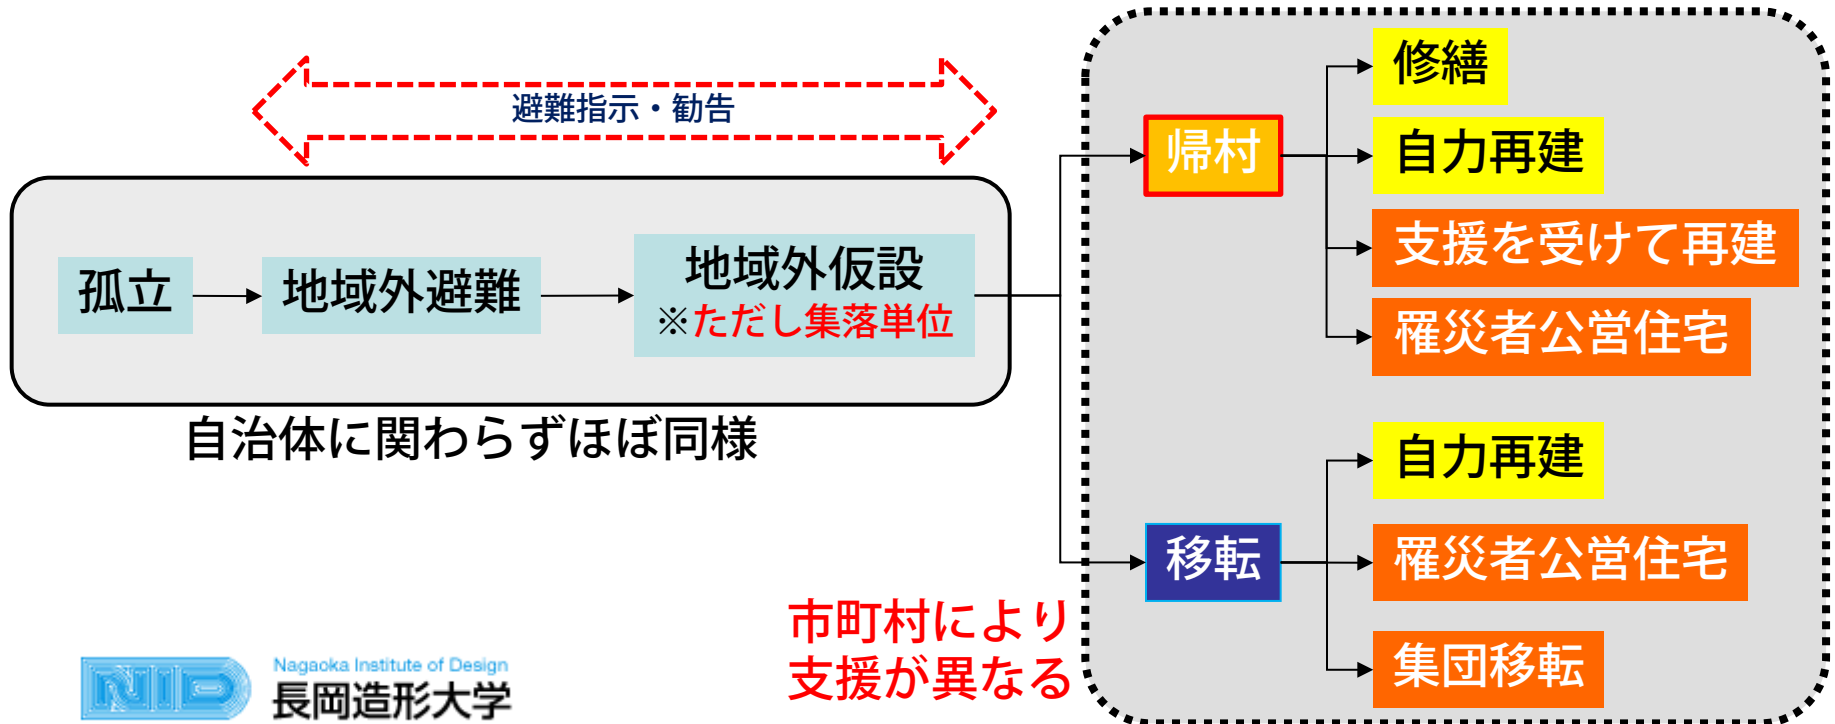 避難指示・勧告
孤立
地域外避難
地域外仮設
※ただし集落単位
自治体に関わらずほぼ同様
帰村
修繕
自力再建
支援を受けて再建
罹災者公営住宅
移転
自力再建
罹災者公営住宅
集団移転
市町村により
支援が異なる
NID
Nagaoka Institute of Design
長岡造形大学